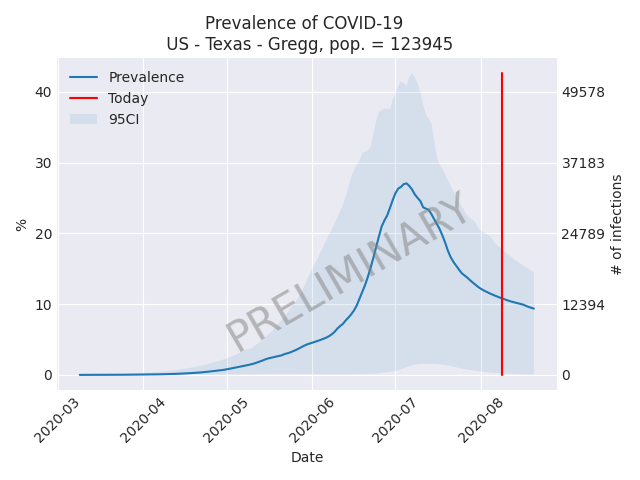 Prevalence of COVID-19
US - Texas - Gregg, pop. = 123945
Prevalence
Today
95CI
PRELIMINARY
%
40
30
20
10
0
49578
37183
24789
12394
0
# of infections
2020-03
2020-04
2020-05
2020-06
2020-07
2020-08
Date